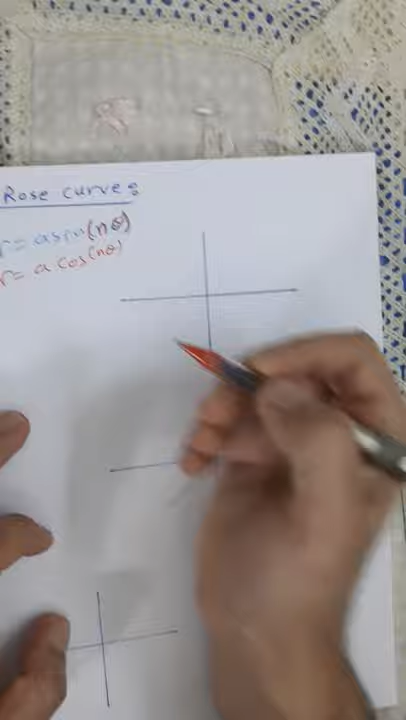 Rose curves
r = a sin(nθ)
r = a cos(nθ)